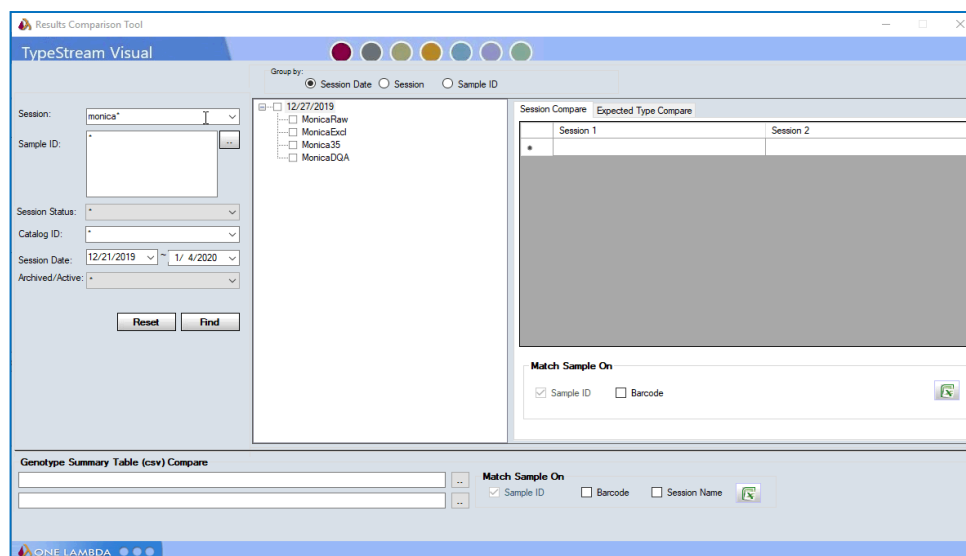 Results Comparison Tool
TypeStream Visual
Group by:
Session Date Session Sample ID
Session: monica*
Sample ID: *
..
Session Status: *
Catalog ID: *
Session Date: 12/21/2019 ~ 1/ 4/2020
Archived/Active: *
Reset Find
12/27/2019
MonicaRaw
MonicaExcl
Monica35
MonicaDQA
Session Compare Expected Type Compare
Session 1 Session 2
*
Match Sample On
Sample ID Barcode
Genotype Summary Table (csv) Compare
..
..
Match Sample On
Sample ID Barcode Session Name
ONE LAMBDA